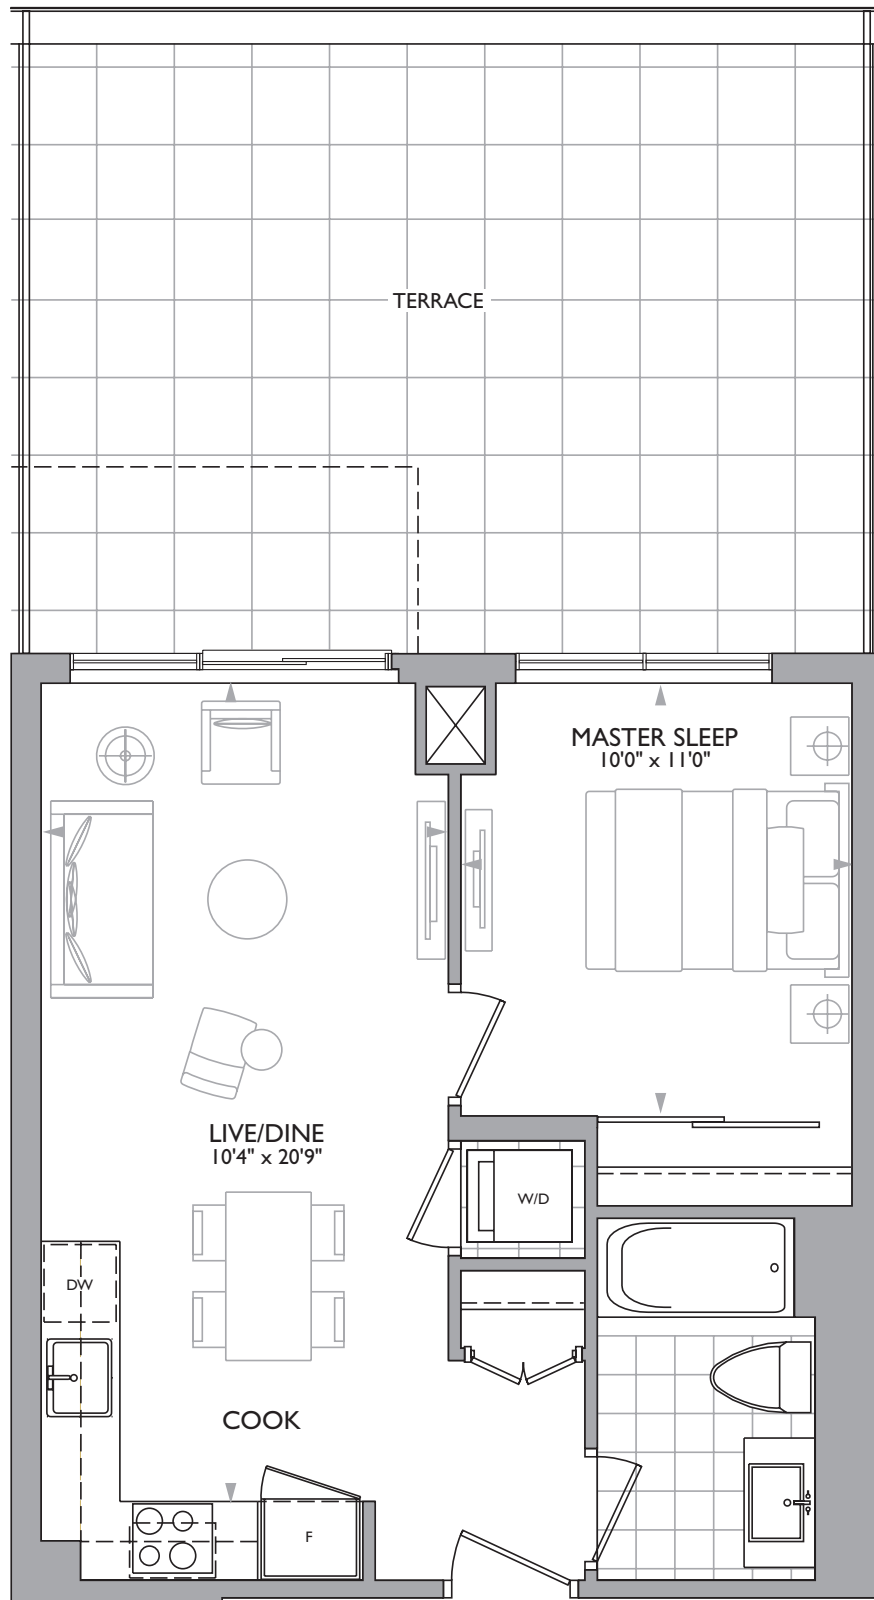 TERRACE
MASTER SLEEP
10'0" x 11'0"
LIVE/DINE
10'4" x 20'9"
W/D
DW
COOK
F